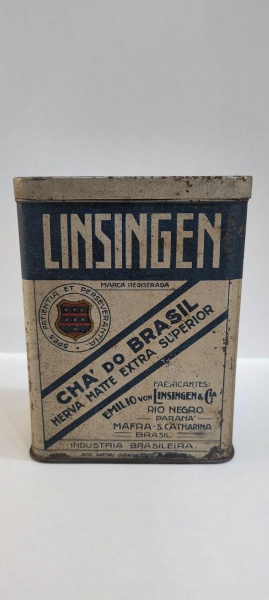 LINSINGEN
MARCA REGISTRADA
SPES PATIENTIA ET PERSEVERANTIA
CHA' DO BRASIL
HERVA MATTE EXTRA SUPERIOR
FABRICANTES:
EMILIO VON LINSINGEN & CIA
RIO NEGRO
PARANÁ
MAFRA - S. CATHARINA
BRASIL
INDUSTRIA BRASILEIRA